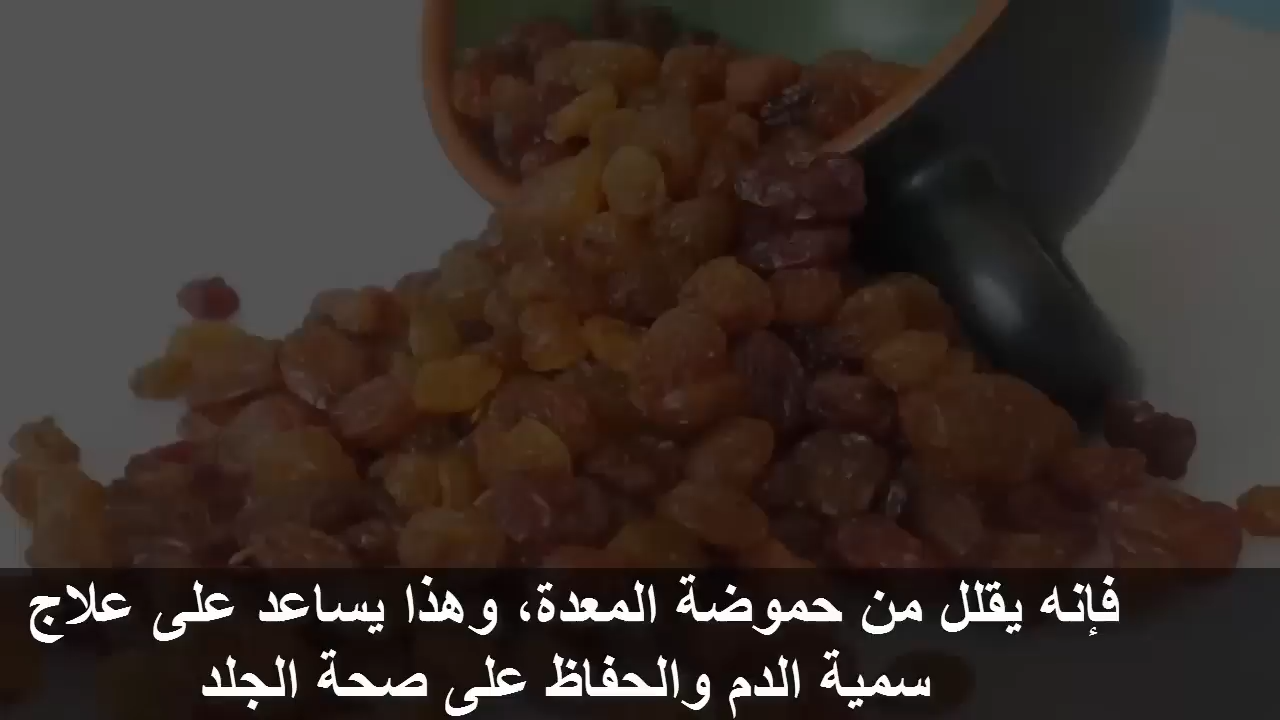 فإنه يقلل من حموضة المعدة، وهذا يساعد على علاج
سمية الدم والحفاظ على صحة الجلد